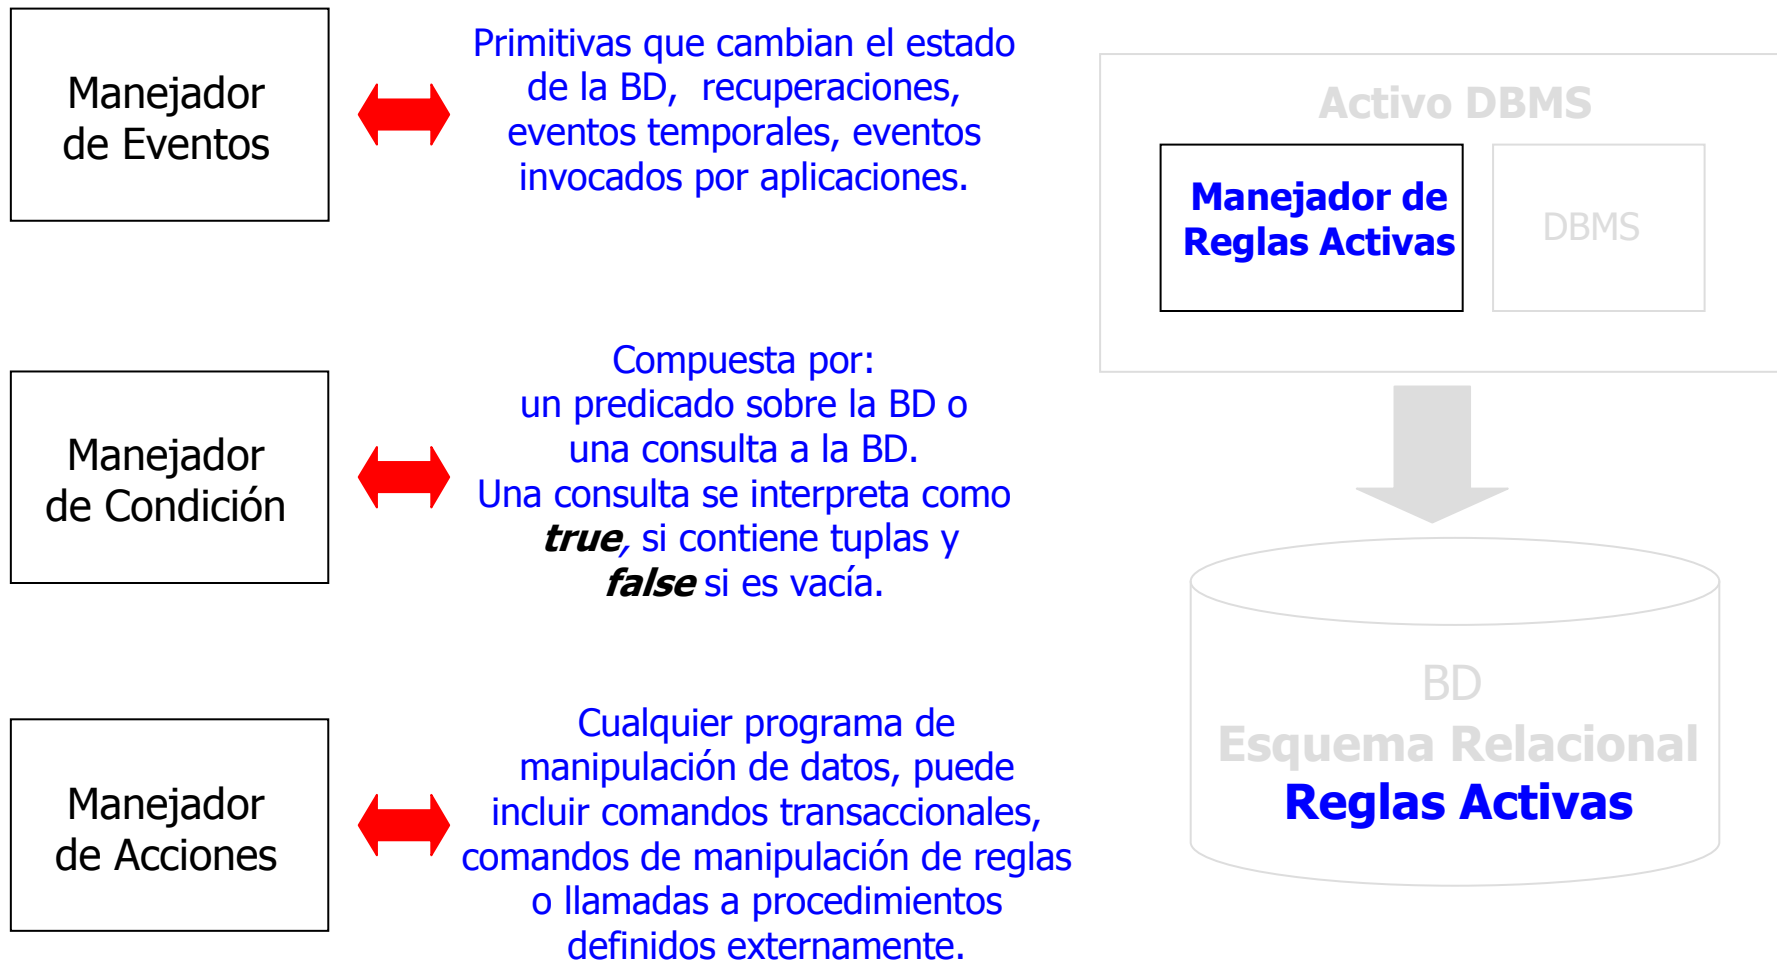 Manejador
de Eventos
Primitivas que cambian el estado
de la BD, recuperaciones,
eventos temporales, eventos
invocados por aplicaciones.
Manejador
de Condición
Compuesta por:
un predicado sobre la BD o
una consulta a la BD.
Una consulta se interpreta como
true, si contiene tuplas y
false si es vacía.
Manejador
de Acciones
Cualquier programa de
manipulación de datos, puede
incluir comandos transaccionales,
comandos de manipulación de reglas
o llamadas a procedimientos
definidos externamente.
Activo DBMS
Manejador de
Reglas Activas
DBMS
BD
Esquema Relacional
Reglas Activas